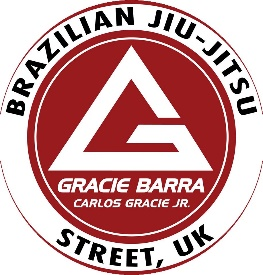 BRAZILIAN JIU-JITSU
GRACIE BARRA
CARLOS GRACIE JR.
STREET, UK